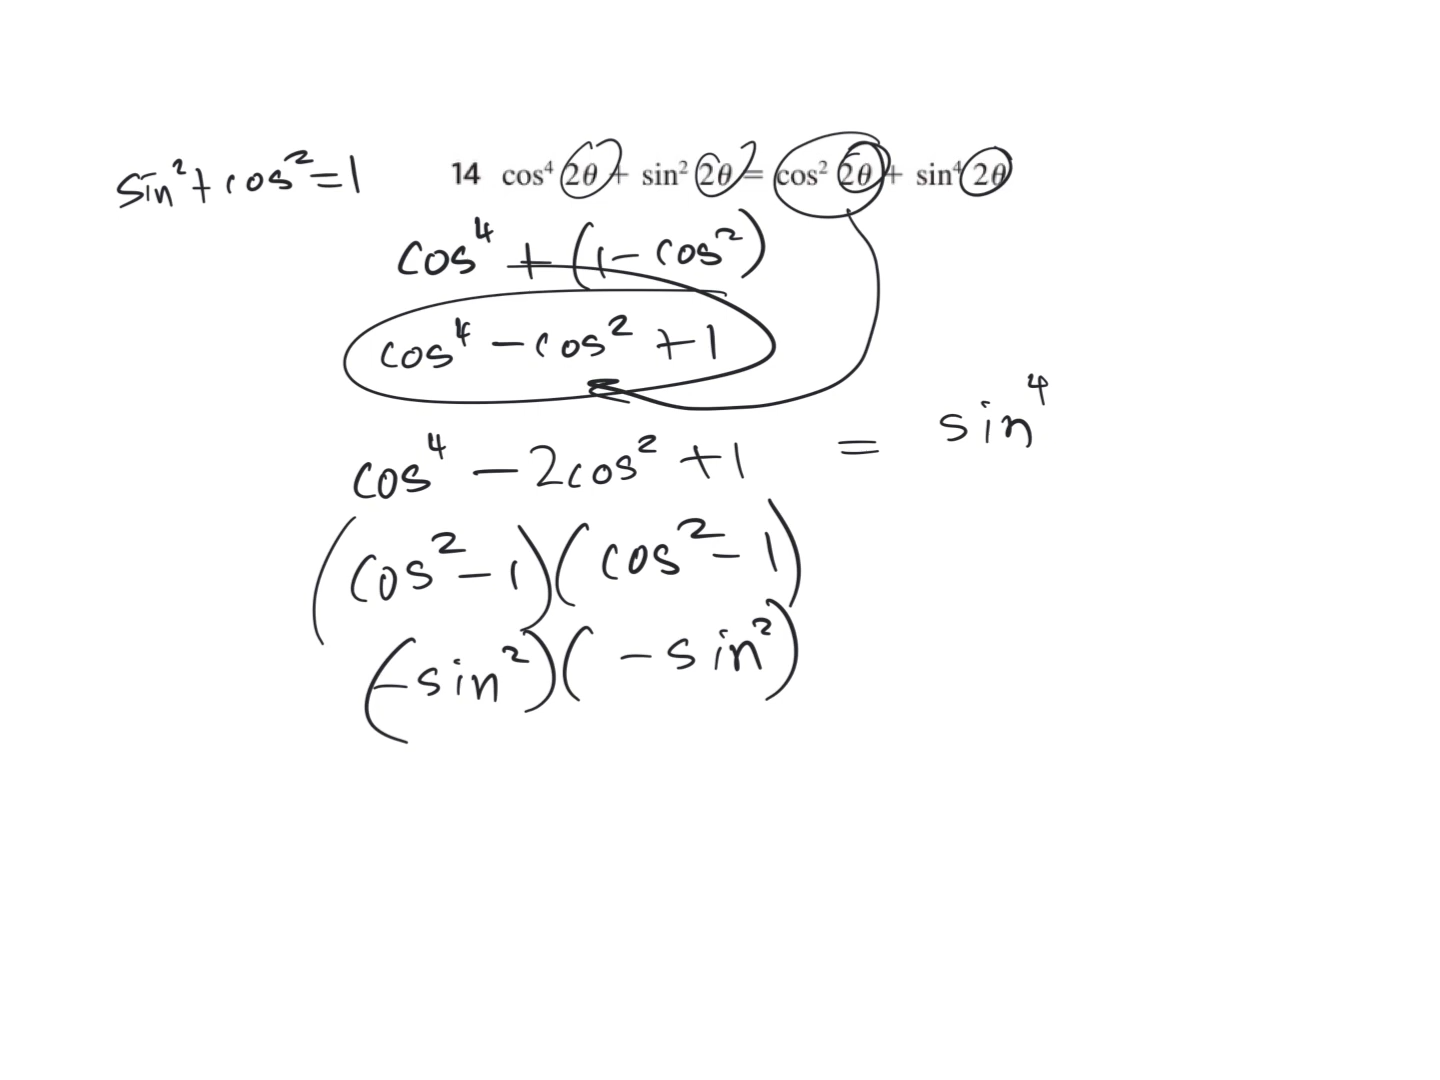 sin²+cos²=1
14 cos⁴ 2θ + sin² 2θ = cos² 2θ + sin⁴ 2θ
cos⁴ + (1 - cos²)
cos⁴ - cos² + 1
cos⁴ - 2cos² + 1 = sin⁴
(cos² - 1)(cos² - 1)
(-sin²)(-sin²)